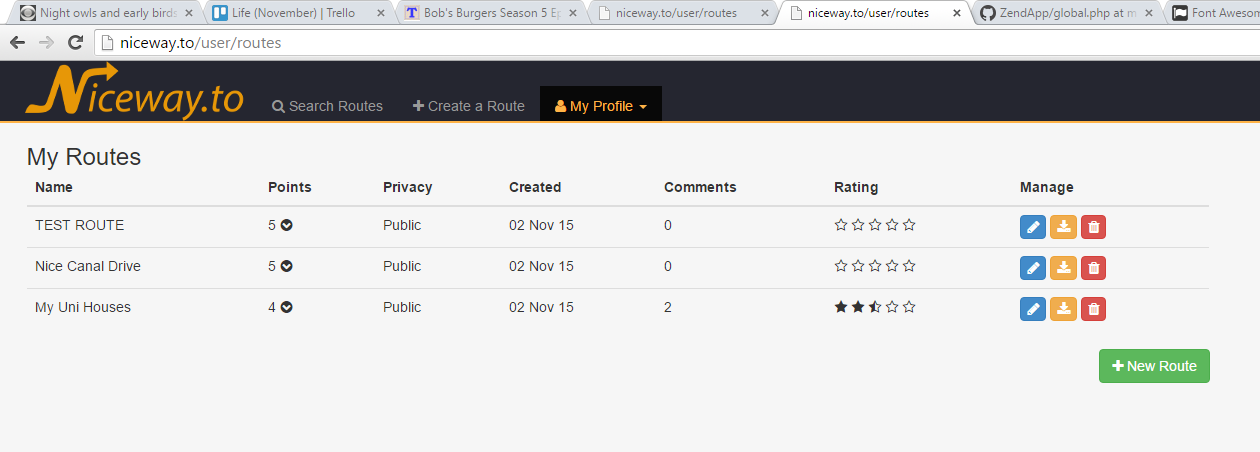 Night owls and early birds
Life (November) | Trello
Bob's Burgers Season 5 Ep
niceway.to/user/routes
niceway.to/user/routes
ZendApp/global.php at m
Font Awesom
niceway.to/user/routes
Niceway.to
Search Routes
Create a Route
My Profile
My Routes
Name Points Privacy Created Comments Rating Manage
TEST ROUTE 5 Public 02 Nov 15 0
Nice Canal Drive 5 Public 02 Nov 15 0
My Uni Houses 4 Public 02 Nov 15 2
New Route